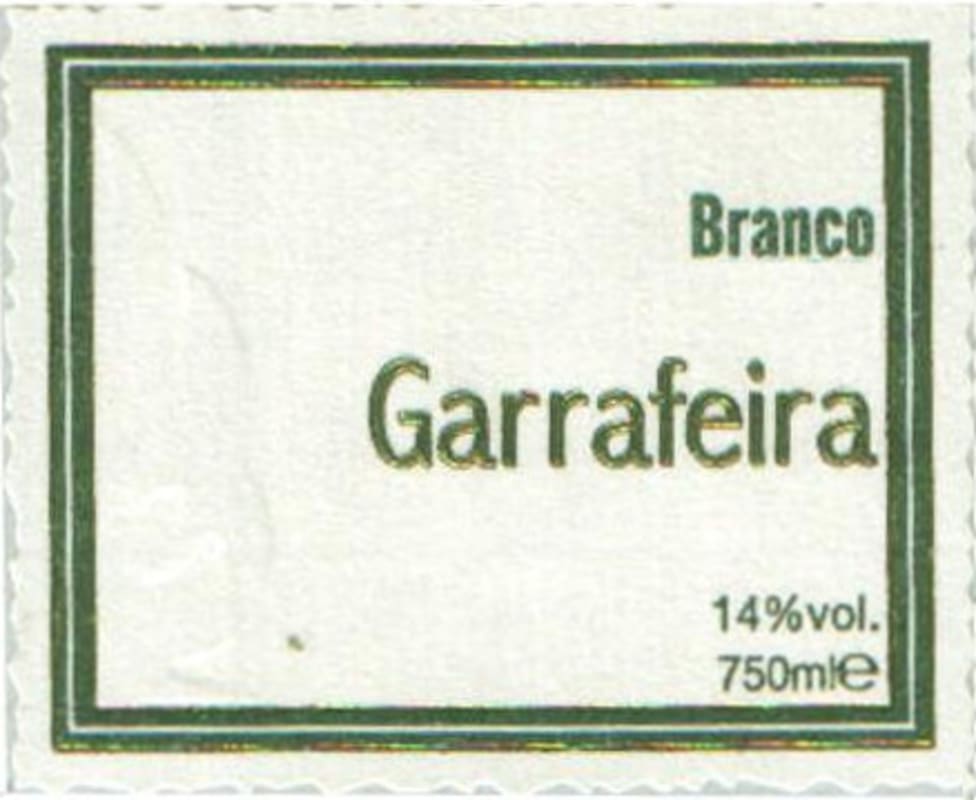 Branco
Garrafeira
14%vol.
750ml℮